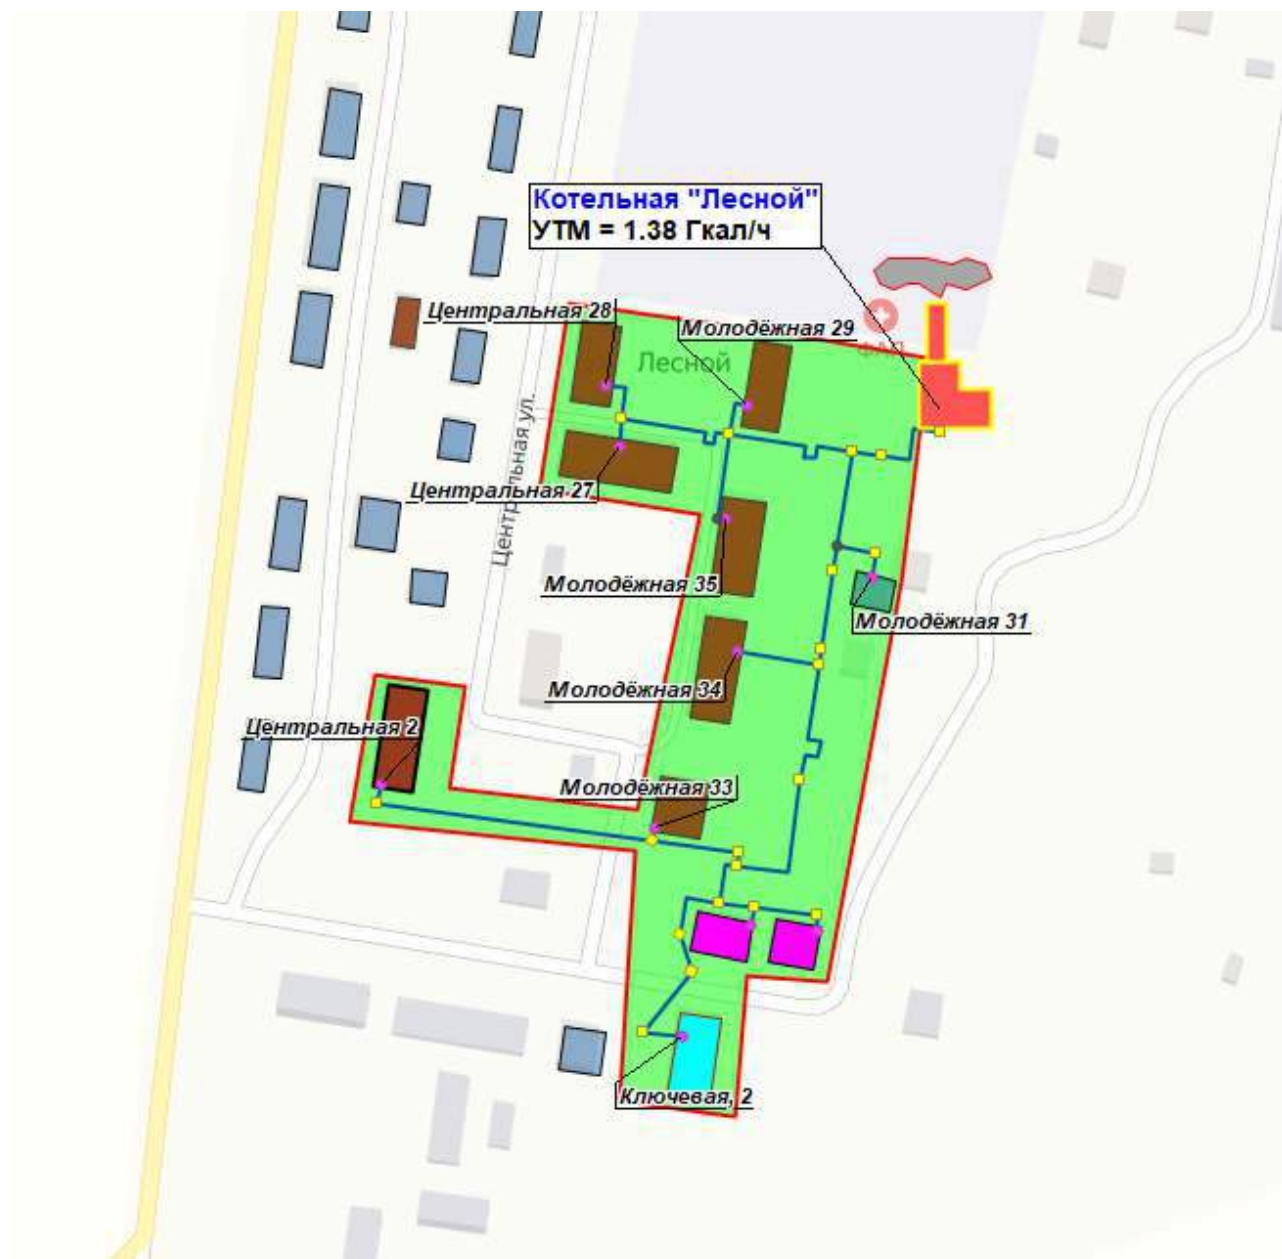 Котельная "Лесной"
УТМ = 1.38 Гкал/ч
Центральная 28
Молодёжная 29
ФАП
Лесной
Центральная ул.
Центральная 27
Молодёжная 35
Молодёжная 31
Молодёжная 34
Центральная 2
Молодёжная 33
Ключевая, 2